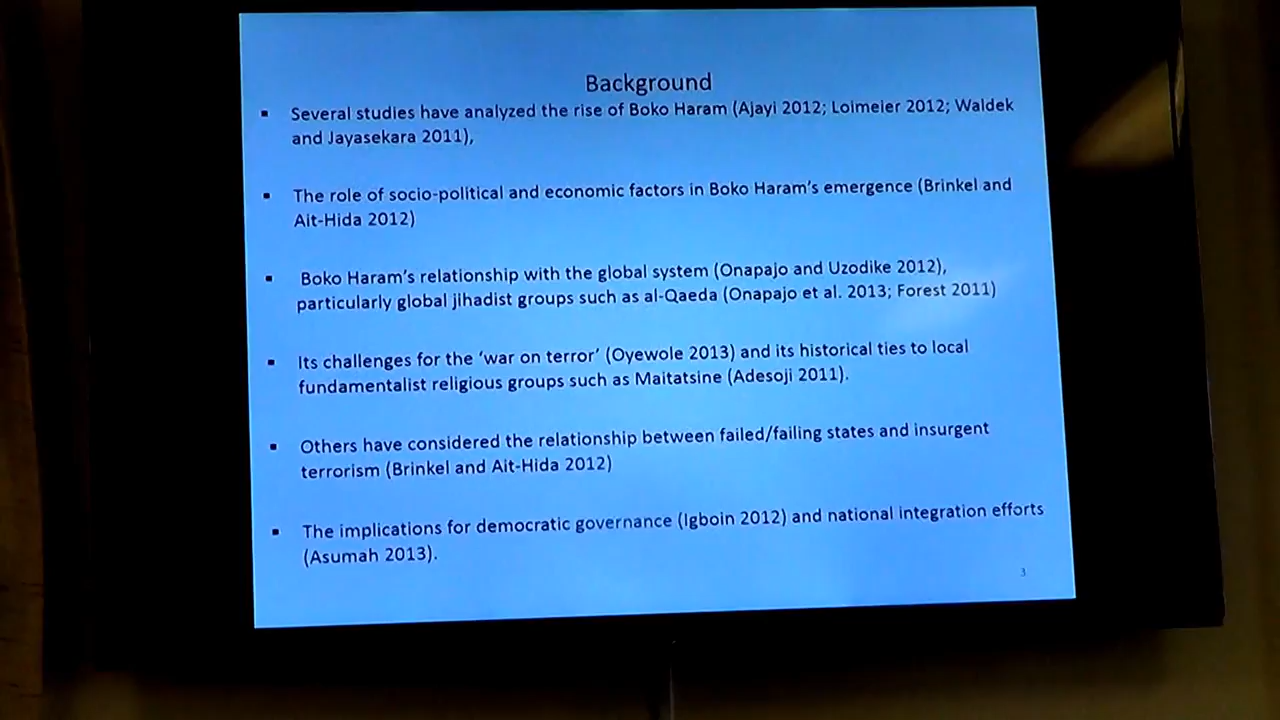 Background
▪ Several studies have analyzed the rise of Boko Haram (Ajayi 2012; Loimeier 2012; Waldek
and Jayasekara 2011),
▪ The role of socio-political and economic factors in Boko Haram's emergence (Brinkel and
Ait-Hida 2012)
▪ Boko Haram's relationship with the global system (Onapajo and Uzodike 2012),
particularly global jihadist groups such as al-Qaeda (Onapajo et al. 2013; Forest 2011)
▪ Its challenges for the 'war on terror' (Oyewole 2013) and its historical ties to local
fundamentalist religious groups such as Maitatsine (Adesoji 2011).
▪ Others have considered the relationship between failed/failing states and insurgent
terrorism (Brinkel and Ait-Hida 2012)
▪ The implications for democratic governance (Igboin 2012) and national integration efforts
(Asumah 2013).
3